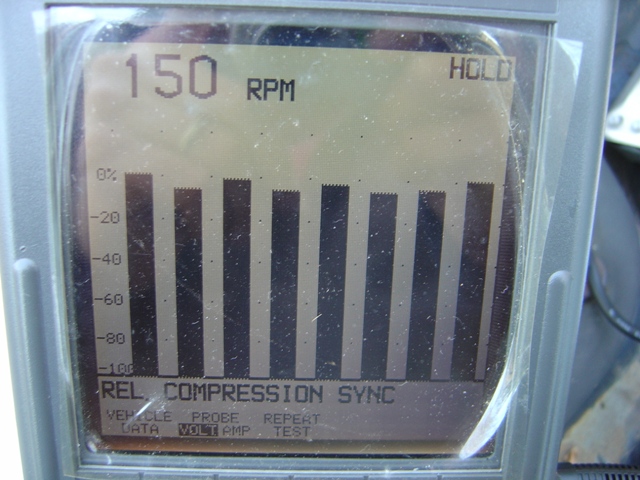 150 RPM HOLD
0%
-20
-40
-60
-80
-100
REL. COMPRESSION SYNC
VEHICLE PROBE REPEAT
DATA VOLT AMP TEST